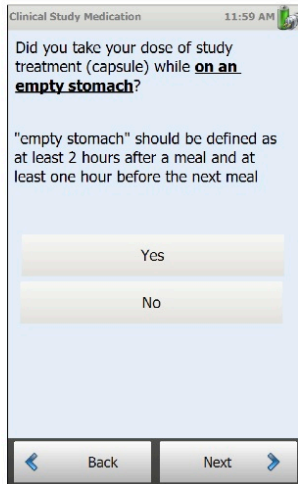 Clinical Study Medication 11:59 AM
Did you take your dose of study
treatment (capsule) while on an
empty stomach?
"empty stomach" should be defined as
at least 2 hours after a meal and at
least one hour before the next meal
Yes
No
Back Next